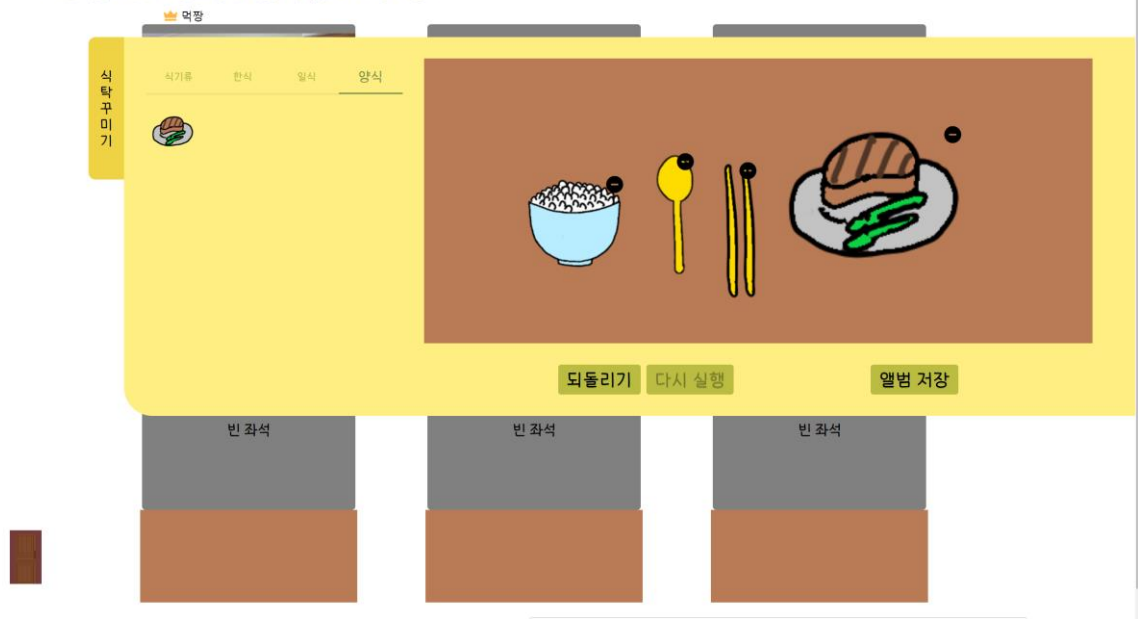 먹짱
식탁꾸미기
식기류 한식 일식 양식
되돌리기 다시 실행 앨범 저장
빈 좌석 빈 좌석 빈 좌석